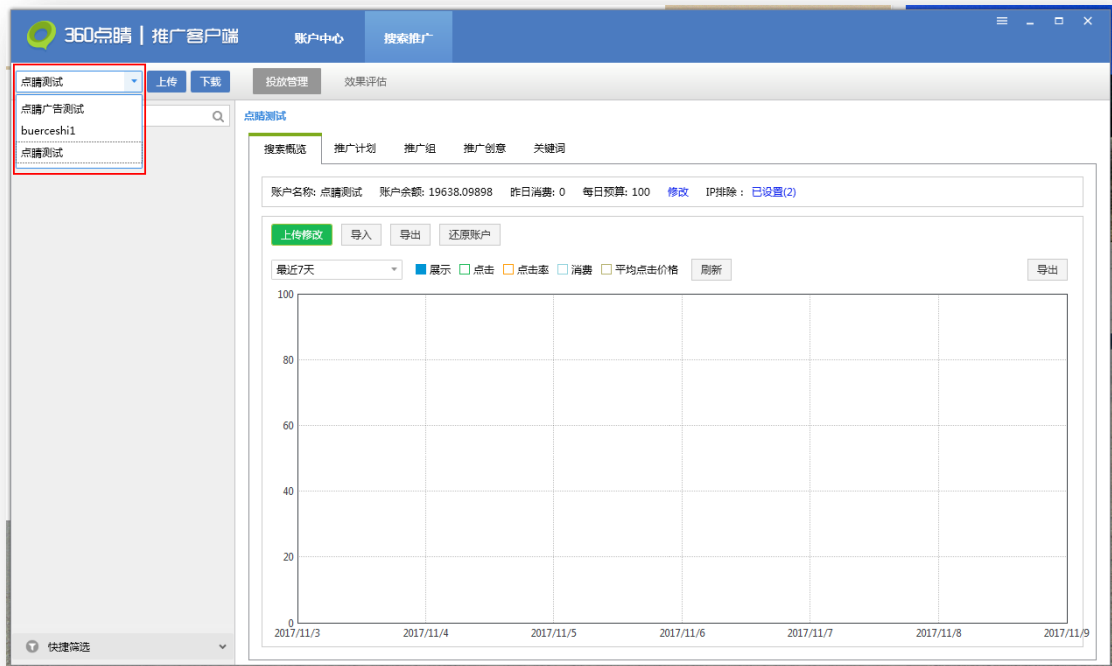 360点睛 | 推广客户端 账户中心 搜索推广
点睛测试 上传 下载 投放管理 效果评估
点睛广告测试
buerceshi1
点睛测试
点睛测试
搜索概览 推广计划 推广组 推广创意 关键词
账户名称: 点睛测试 账户余额: 19638.09898 昨日消费: 0 每日预算: 100 修改 IP排除： 已设置(2)
上传修改 导入 导出 还原账户
最近7天 展示 点击 点击率 消费 平均点击价格 刷新 导出
100
80
60
40
20
0
2017/11/3 2017/11/4 2017/11/5 2017/11/6 2017/11/7 2017/11/8 2017/11/9
快捷筛选